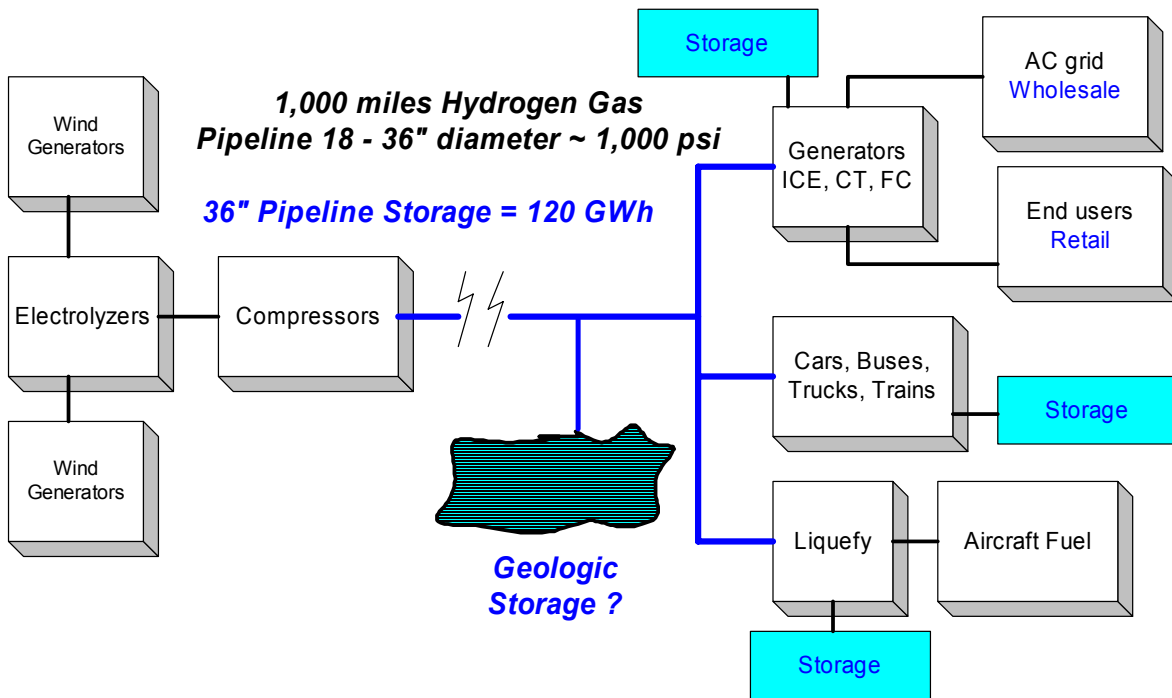 Storage
AC grid
Wholesale
1,000 miles Hydrogen Gas
Pipeline 18 - 36" diameter ~ 1,000 psi
Wind
Generators
Generators
ICE, CT, FC
36" Pipeline Storage = 120 GWh
End users
Retail
Electrolyzers
Compressors
Cars, Buses,
Trucks, Trains
Storage
Wind
Generators
Geologic
Storage ?
Liquefy
Aircraft Fuel
Storage